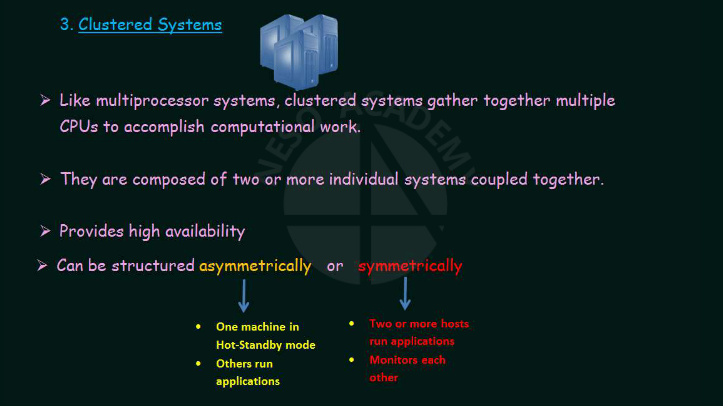 3. Clustered Systems
NESO ACADEMY
➢ Like multiprocessor systems, clustered systems gather together multiple
CPUs to accomplish computational work.
➢ They are composed of two or more individual systems coupled together.
➢ Provides high availability
➢ Can be structured asymmetrically or symmetrically
• One machine in
Hot-Standby mode
• Others run
applications
• Two or more hosts
run applications
• Monitors each
other